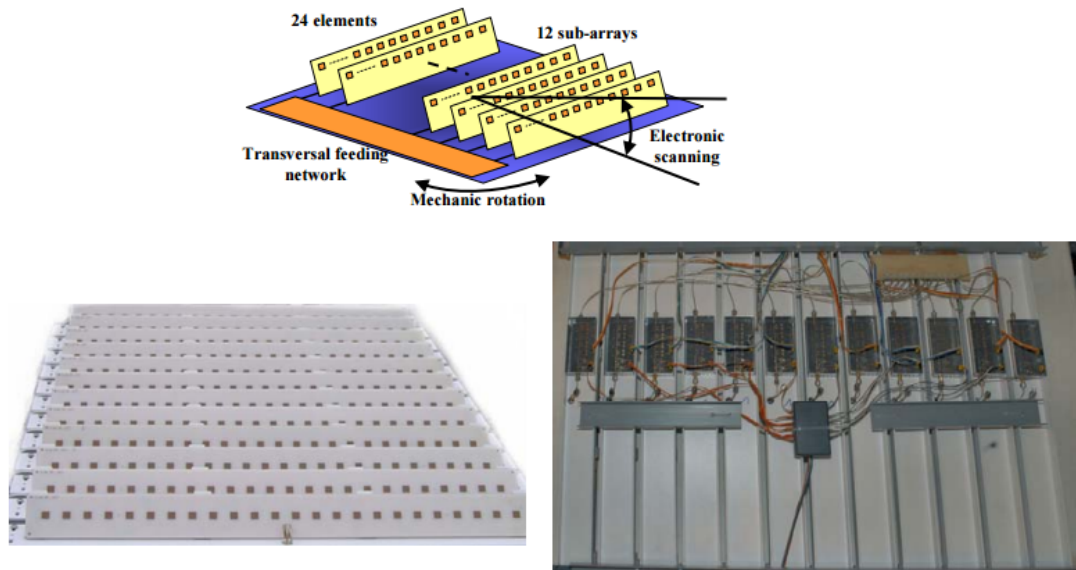 24 elements
12 sub-arrays
Electronic
scanning
Transversal feeding
network
Mechanic rotation